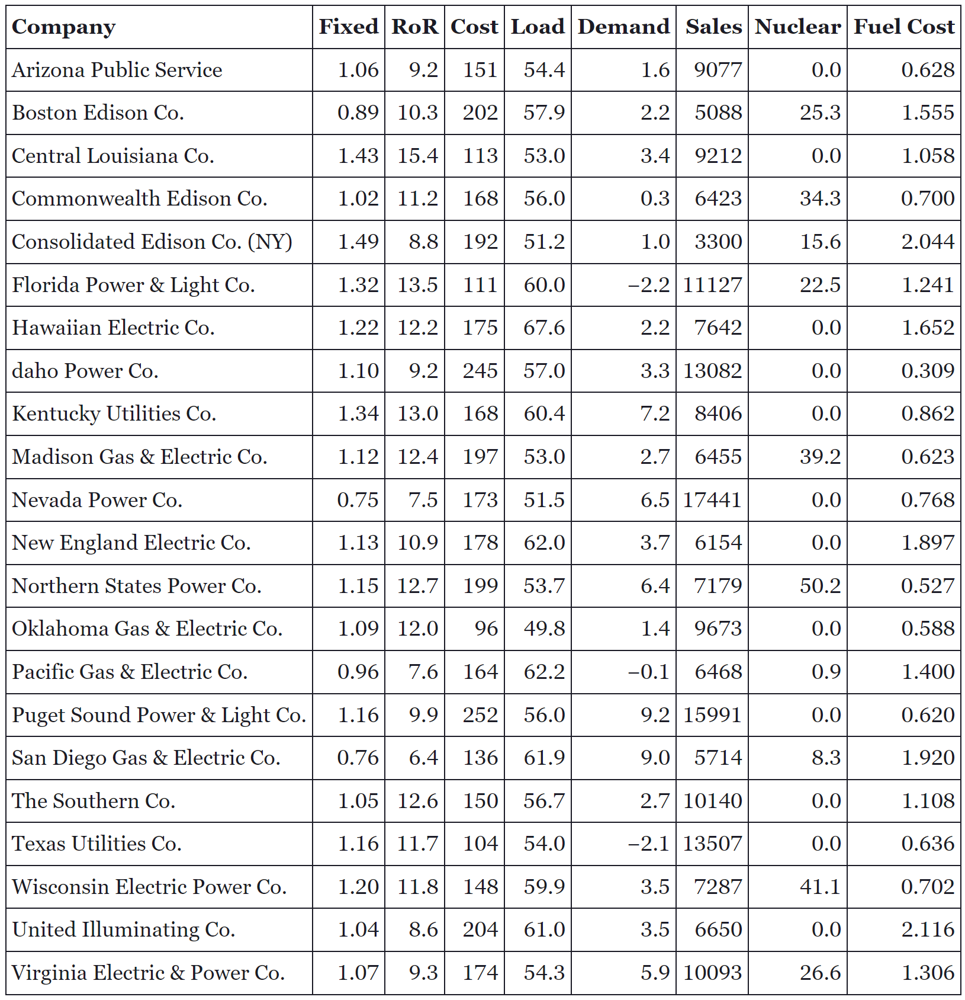 Company Fixed RoR Cost Load Demand Sales Nuclear Fuel Cost
Arizona Public Service 1.06 9.2 151 54.4 1.6 9077 0.0 0.628
Boston Edison Co. 0.89 10.3 202 57.9 2.2 5088 25.3 1.555
Central Louisiana Co. 1.43 15.4 113 53.0 3.4 9212 0.0 1.058
Commonwealth Edison Co. 1.02 11.2 168 56.0 0.3 6423 34.3 0.700
Consolidated Edison Co. (NY) 1.49 8.8 192 51.2 1.0 3300 15.6 2.044
Florida Power & Light Co. 1.32 13.5 111 60.0 −2.2 11127 22.5 1.241
Hawaiian Electric Co. 1.22 12.2 175 67.6 2.2 7642 0.0 1.652
daho Power Co. 1.10 9.2 245 57.0 3.3 13082 0.0 0.309
Kentucky Utilities Co. 1.34 13.0 168 60.4 7.2 8406 0.0 0.862
Madison Gas & Electric Co. 1.12 12.4 197 53.0 2.7 6455 39.2 0.623
Nevada Power Co. 0.75 7.5 173 51.5 6.5 17441 0.0 0.768
New England Electric Co. 1.13 10.9 178 62.0 3.7 6154 0.0 1.897
Northern States Power Co. 1.15 12.7 199 53.7 6.4 7179 50.2 0.527
Oklahoma Gas & Electric Co. 1.09 12.0 96 49.8 1.4 9673 0.0 0.588
Pacific Gas & Electric Co. 0.96 7.6 164 62.2 −0.1 6468 0.9 1.400
Puget Sound Power & Light Co. 1.16 9.9 252 56.0 9.2 15991 0.0 0.620
San Diego Gas & Electric Co. 0.76 6.4 136 61.9 9.0 5714 8.3 1.920
The Southern Co. 1.05 12.6 150 56.7 2.7 10140 0.0 1.108
Texas Utilities Co. 1.16 11.7 104 54.0 −2.1 13507 0.0 0.636
Wisconsin Electric Power Co. 1.20 11.8 148 59.9 3.5 7287 41.1 0.702
United Illuminating Co. 1.04 8.6 204 61.0 3.5 6650 0.0 2.116
Virginia Electric & Power Co. 1.07 9.3 174 54.3 5.9 10093 26.6 1.306